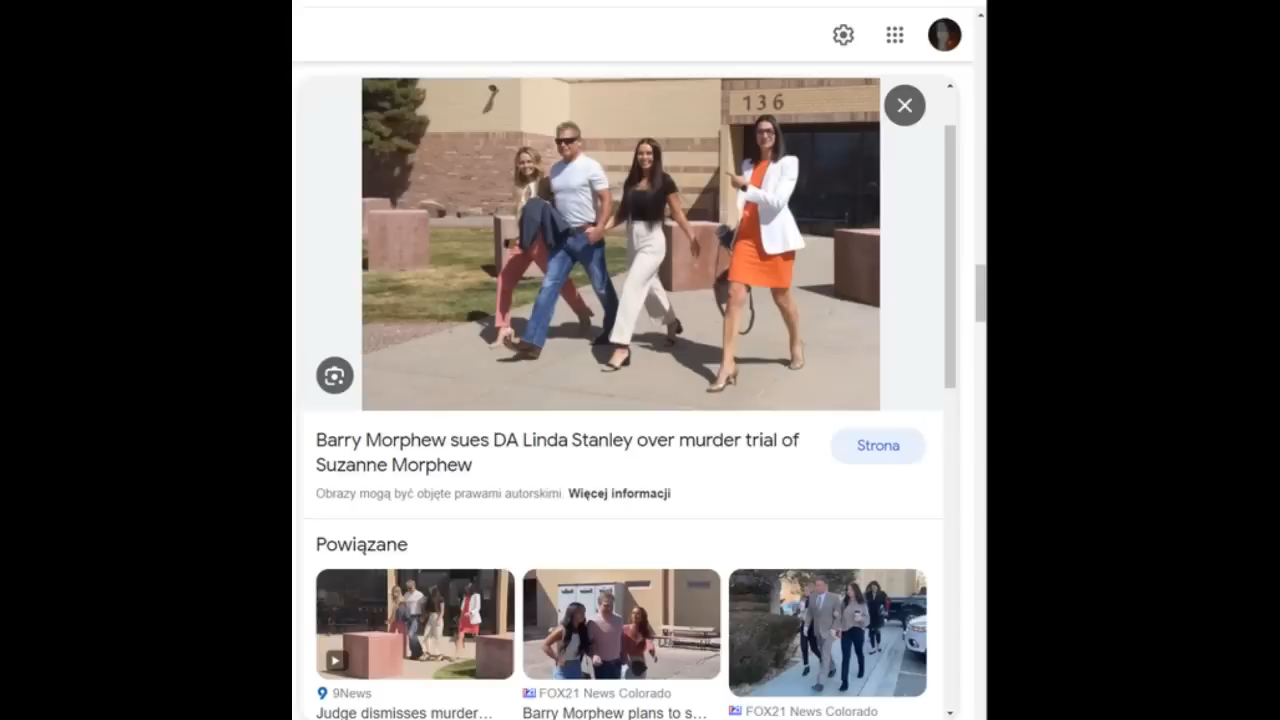 136
Barry Morphew sues DA Linda Stanley over murder trial of
Suzanne Morphew
Strona
Obrazy mogą być objęte prawami autorskimi. Więcej informacji
Powiązane
9News
Judge dismisses murder...
FOX21 News Colorado
Barry Morphew plans to s...
FOX21 News Colorado